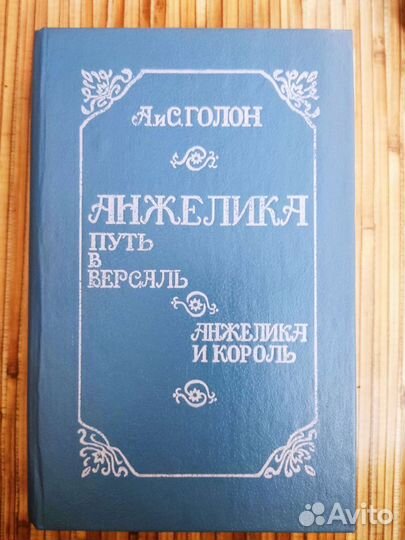 А и С.ГОЛОН
АНЖЕЛИКА
ПУТЬ
В
ВЕРСАЛЬ
АНЖЕЛИКА
И КОРОЛЬ
Avito